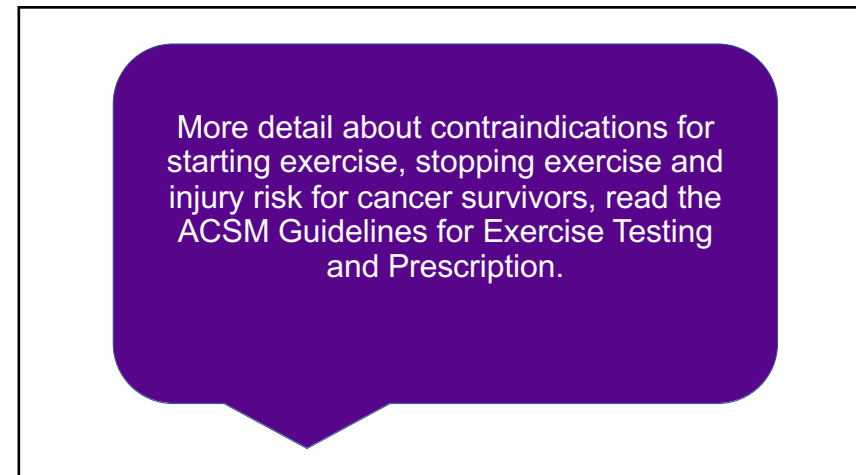 More detail about contraindications for
starting exercise, stopping exercise and
injury risk for cancer survivors, read the
ACSM Guidelines for Exercise Testing
and Prescription.